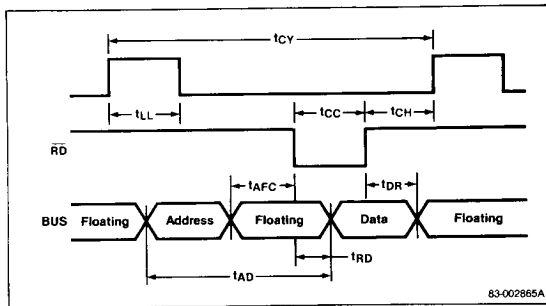 tCY
tLL
tCC
tCH
RD
tAFC
tDR
BUS
Floating
Address
Floating
Data
Floating
tRD
tAD
83-002865A